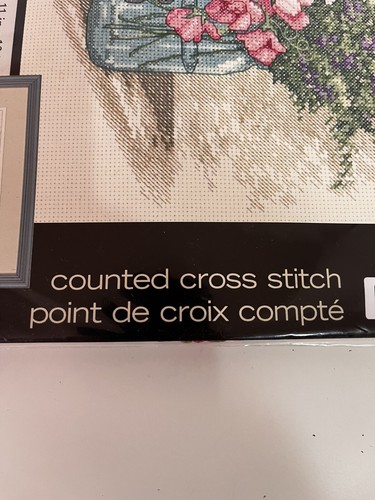 counted cross stitch
point de croix compté